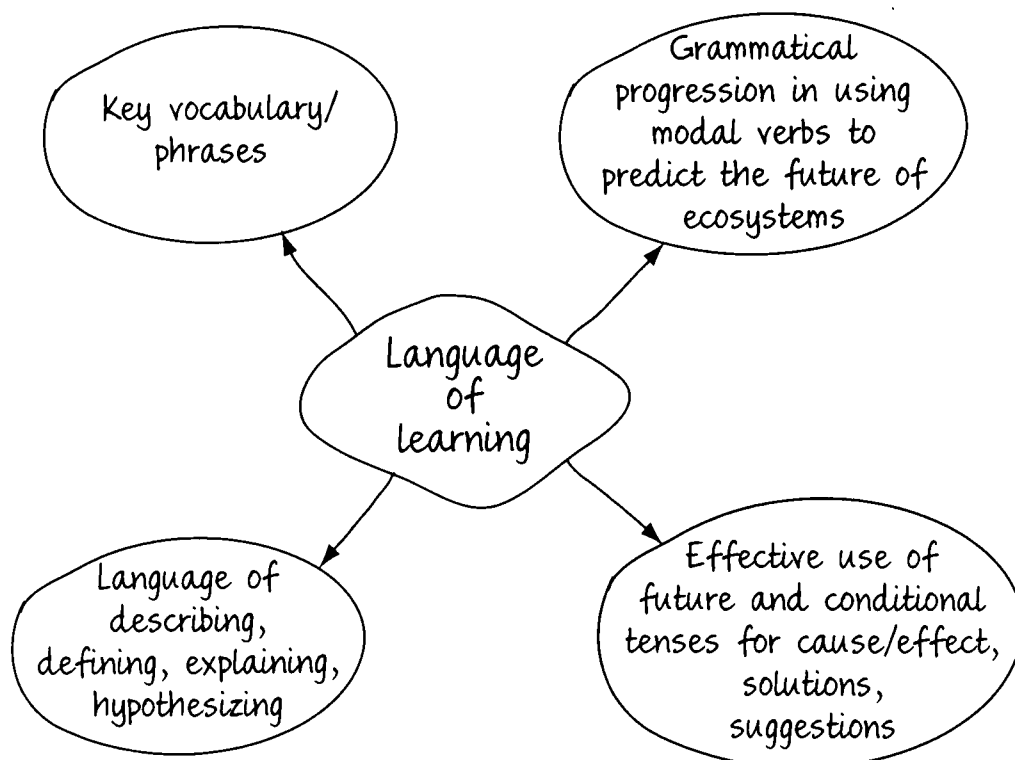 Key vocabulary/
phrases
Grammatical
progression in using
modal verbs to
predict the future of
ecosystems
Language
of
learning
Language of
describing,
defining, explaining,
hypothesizing
Effective use of
future and conditional
tenses for cause/effect,
solutions,
suggestions